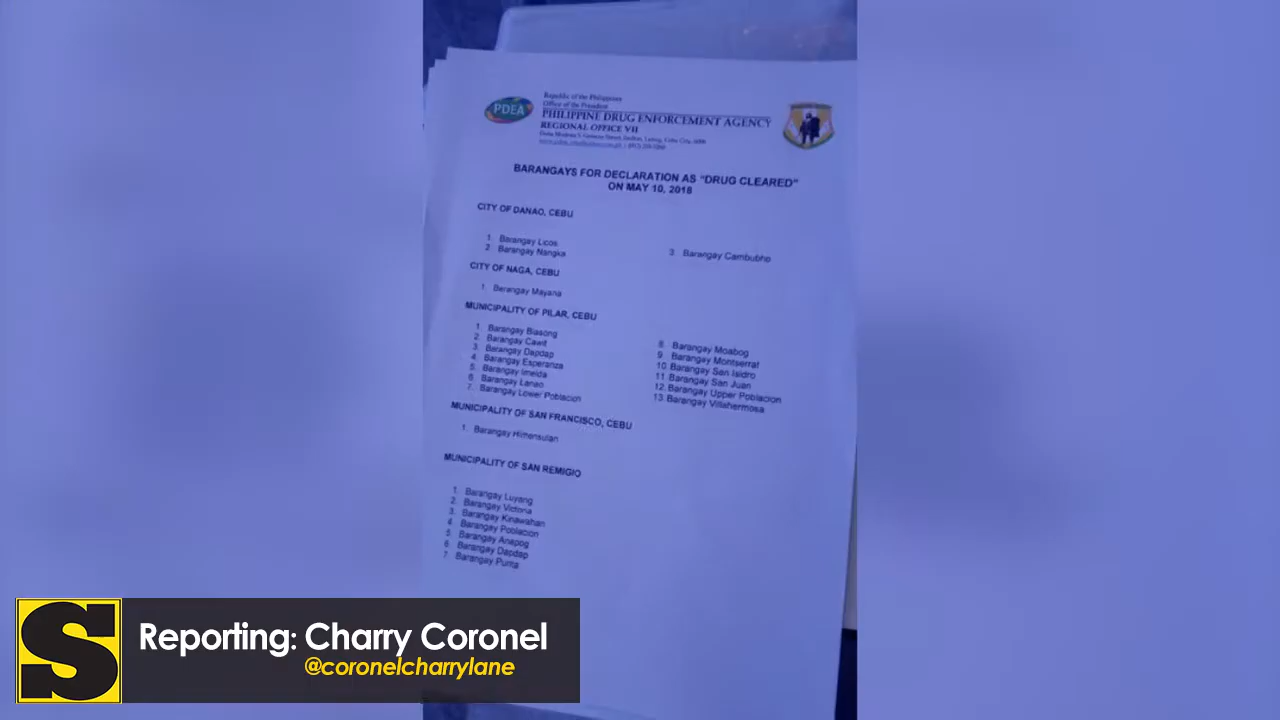 PDEA
Republic of the Philippines
Office of the President
PHILIPPINE DRUG ENFORCEMENT AGENCY
REGIONAL OFFICE VII
BARANGAYS FOR DECLARATION AS "DRUG CLEARED"
ON MAY 10, 2018
CITY OF DANAO, CEBU
1. Barangay Licos
2. Barangay Nangka
3. Barangay Cambubho
CITY OF NAGA, CEBU
1. Barangay Mayana
MUNICIPALITY OF PILAR, CEBU
1. Barangay Biasong
2. Barangay Cawit
3. Barangay Dapdap
4. Barangay Esperanza
5. Barangay Imelda
6. Barangay Lanao
7. Barangay Lower Poblacion
8. Barangay Moabog
9. Barangay Montserrat
10. Barangay San Isidro
11. Barangay San Juan
12. Barangay Upper Poblacion
13. Barangay Villahermosa
MUNICIPALITY OF SAN FRANCISCO, CEBU
1. Barangay Himensulan
MUNICIPALITY OF SAN REMIGIO
1. Barangay Luyang
2. Barangay Victoria
3. Barangay Kinawahan
4. Barangay Poblacion
5. Barangay Anapog
6. Barangay Dapdap
7. Barangay Punta
S
Reporting: Charry Coronel
@coronelcharrylane